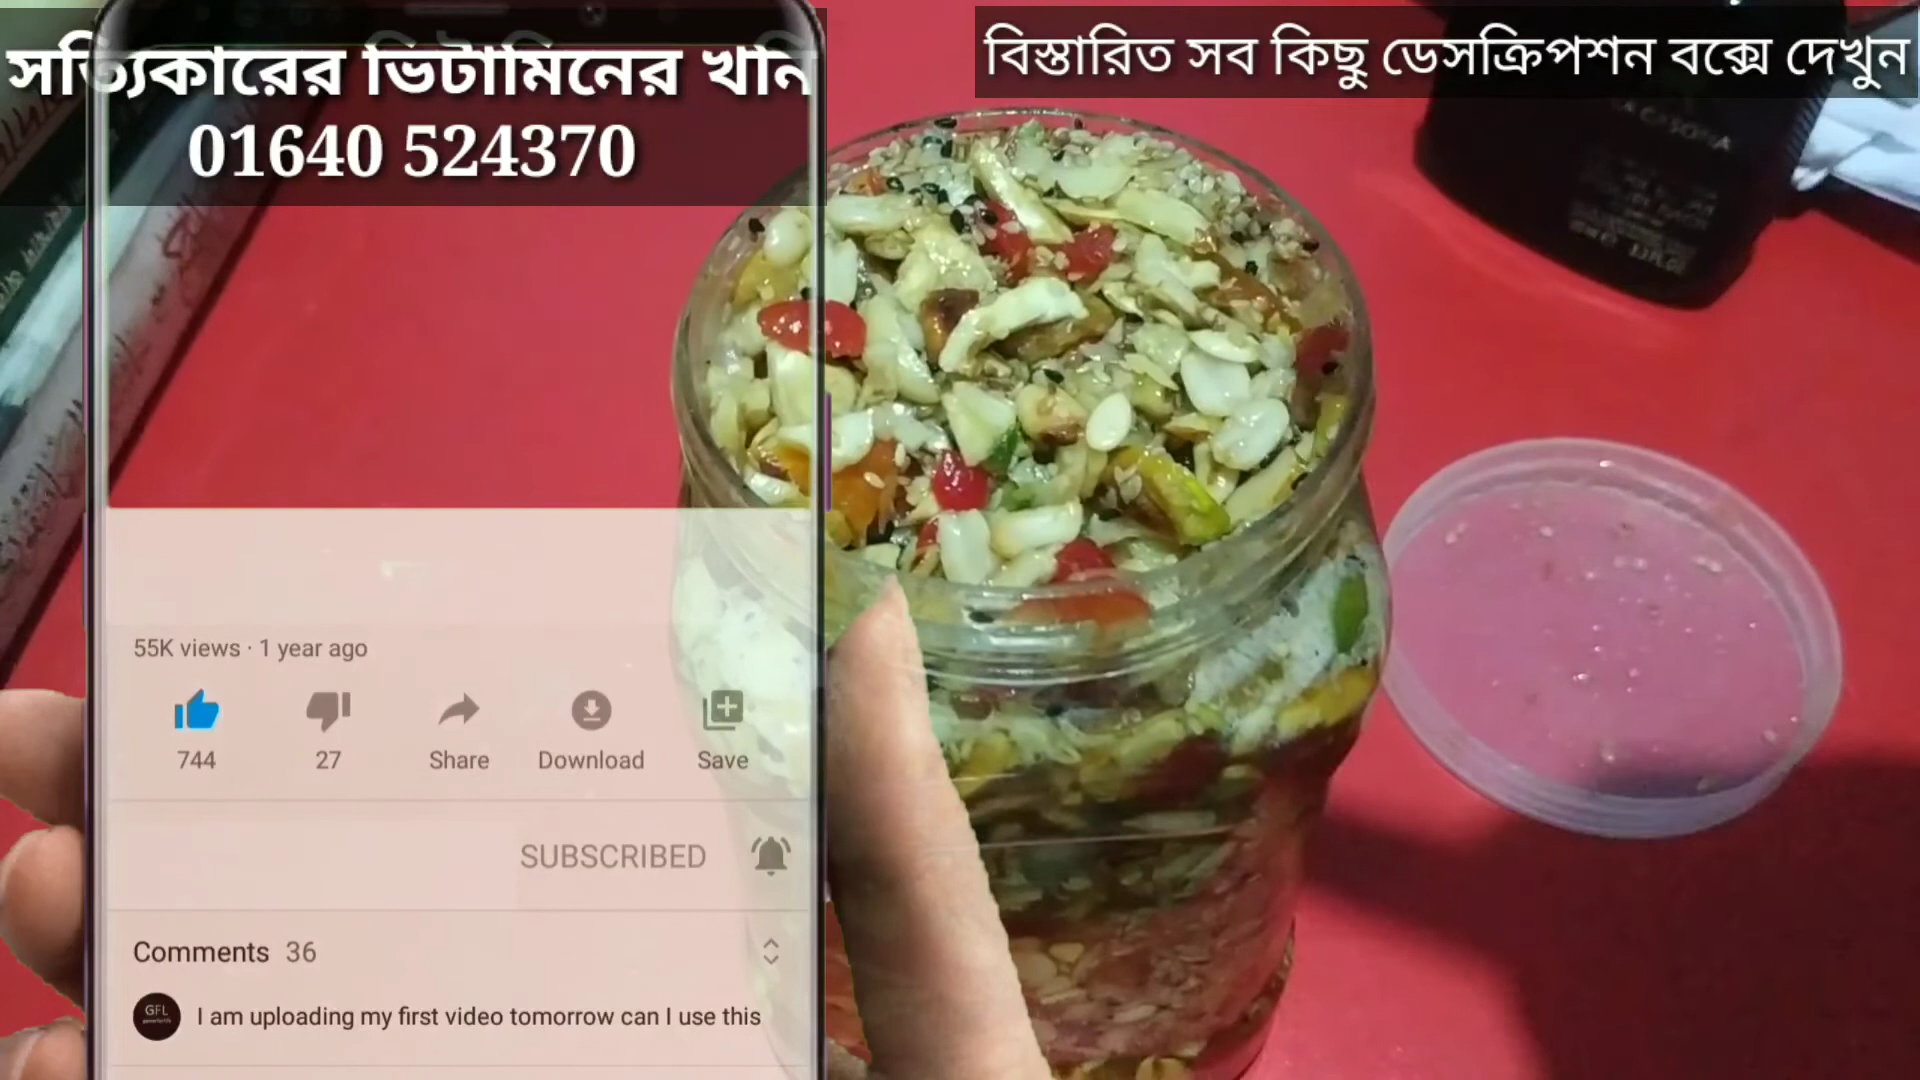 সত্যিকারের ভিটামিনের খনি
01640 524370
বিস্তারিত সব কিছু ডেসক্রিপশন বক্সে দেখুন
55K views · 1 year ago
744
27
Share
Download
Save
SUBSCRIBED
Comments 36
GFL
I am uploading my first video tomorrow can I use this